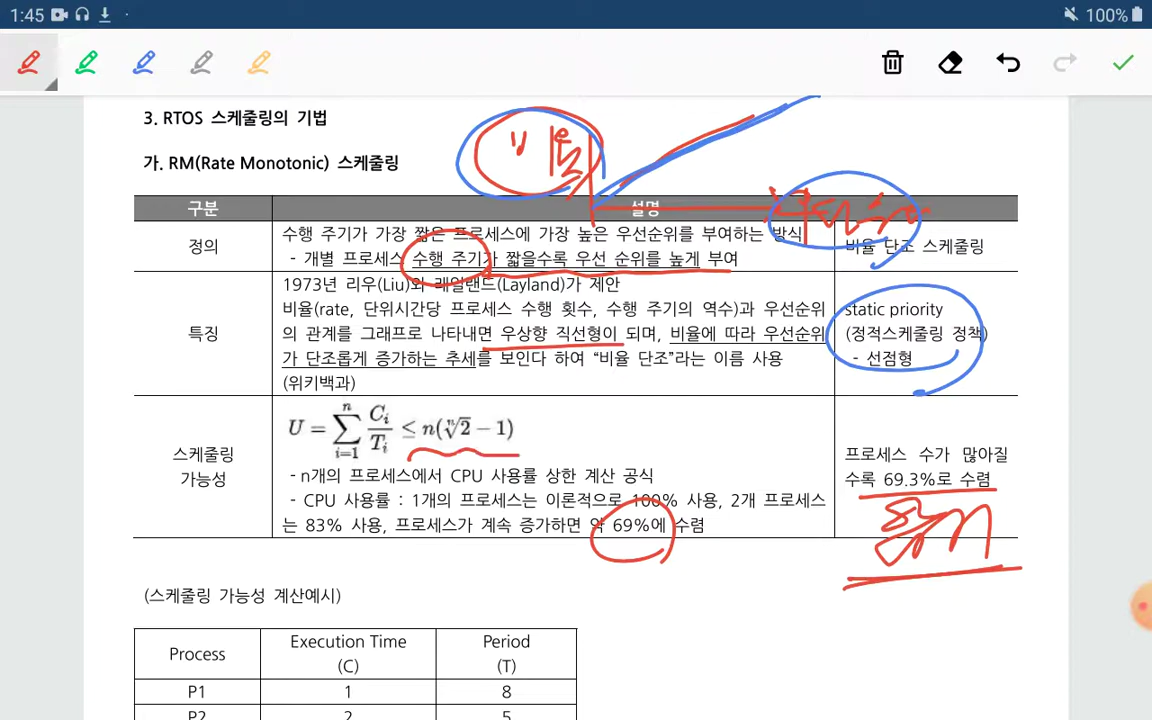 1:45
100%
3. RTOS 스케줄링의 기법
가. RM(Rate Monotonic) 스케줄링
구분 설명
정의
수행 주기가 가장 짧은 프로세스에 가장 높은 우선순위를 부여하는 방식
- 개별 프로세스 수행 주기가 짧을수록 우선 순위를 높게 부여
비율 단조 스케줄링
특징
1973년 리우(Liu)와 래일랜드(Layland)가 제안
비율(rate, 단위시간당 프로세스 수행 횟수, 수행 주기의 역수)과 우선순위
의 관계를 그래프로 나타내면 우상향 직선형이 되며, 비율에 따라 우선순위
가 단조롭게 증가하는 추세를 보인다 하여 “비율 단조”라는 이름 사용
(위키백과)
static priority
(정적스케줄링 정책)
- 선점형
스케줄링
가능성
U = ∑_{i=1}^{n} C_i/T_i ≤ n(ⁿ√2 − 1)
- n개의 프로세스에서 CPU 사용률 상한 계산 공식
- CPU 사용률 : 1개의 프로세스는 이론적으로 100% 사용, 2개 프로세스
는 83% 사용, 프로세스가 계속 증가하면 약 69%에 수렴
프로세스 수가 많아질
수록 69.3%로 수렴
(스케줄링 가능성 계산예시)
Process Execution Time (C) Period (T)
P1 1 8
P2 2 5